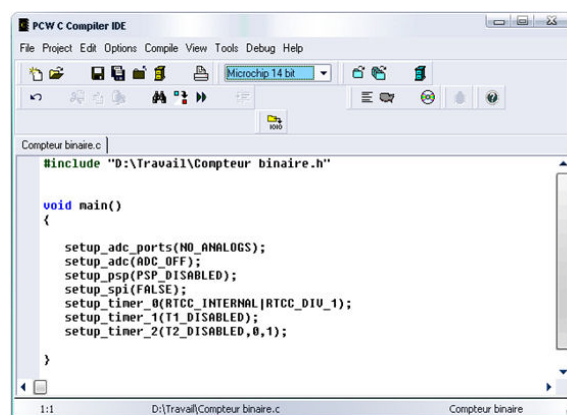 PCW C Compiler IDE
File Project Edit Options Compile View Tools Debug Help
Microchip 14 bit
Compteur binaire.c
#include "D:\Travail\Compteur binaire.h"
void main()
{
setup_adc_ports(NO_ANALOGS);
setup_adc(ADC_OFF);
setup_psp(PSP_DISABLED);
setup_spi(FALSE);
setup_timer_0(RTCC_INTERNAL|RTCC_DIV_1);
setup_timer_1(T1_DISABLED);
setup_timer_2(T2_DISABLED,0,1);
}
1:1 D:\Travail\Compteur binaire.c Compteur binaire